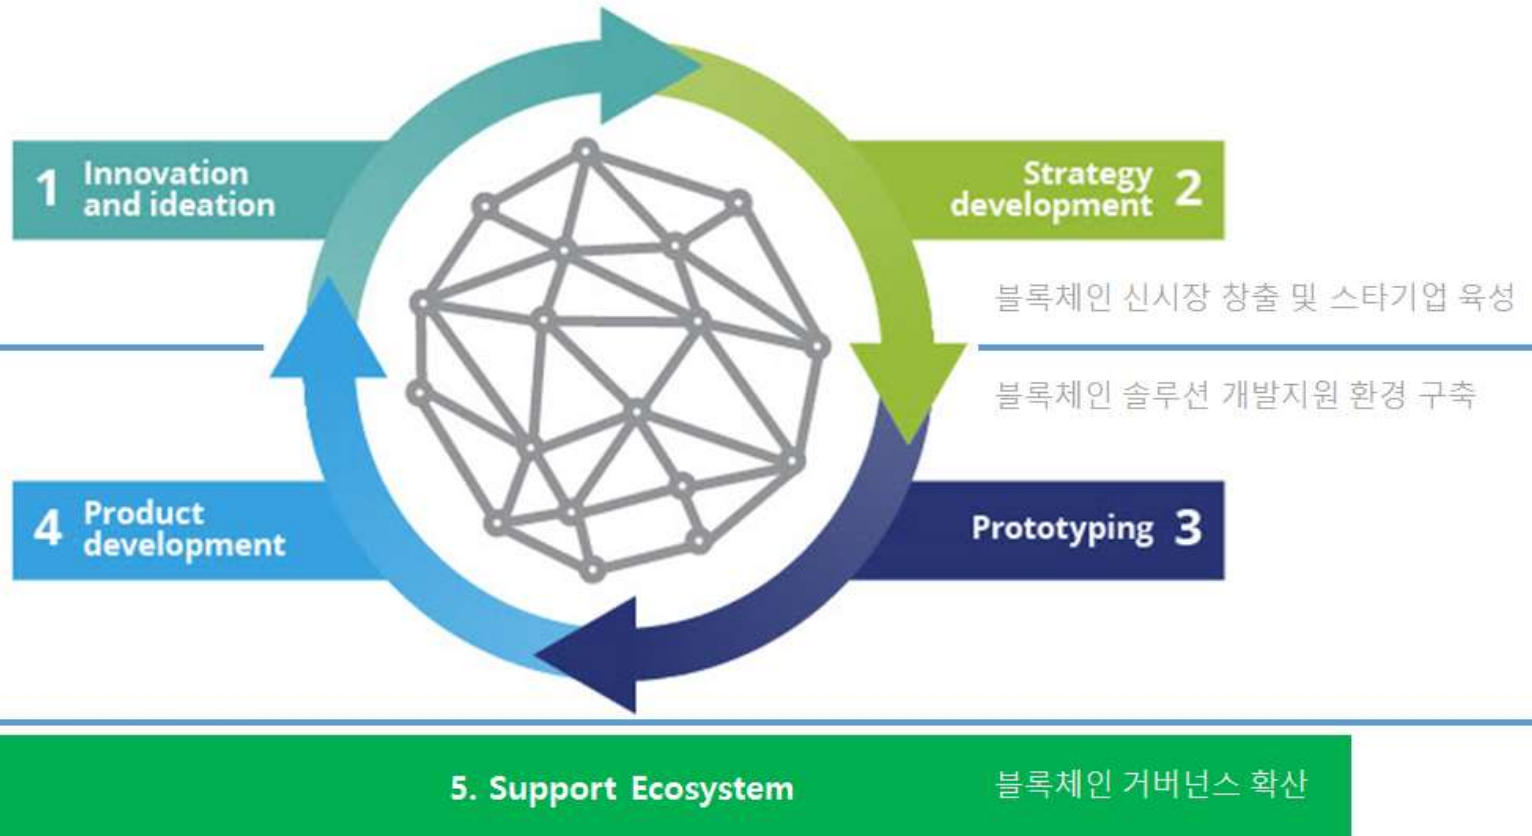 1 Innovation
and ideation
Strategy 2
development
블록체인 신시장 창출 및 스타기업 육성
블록체인 솔루션 개발지원 환경 구축
4 Product
development
Prototyping 3
5. Support Ecosystem
블록체인 거버넌스 확산